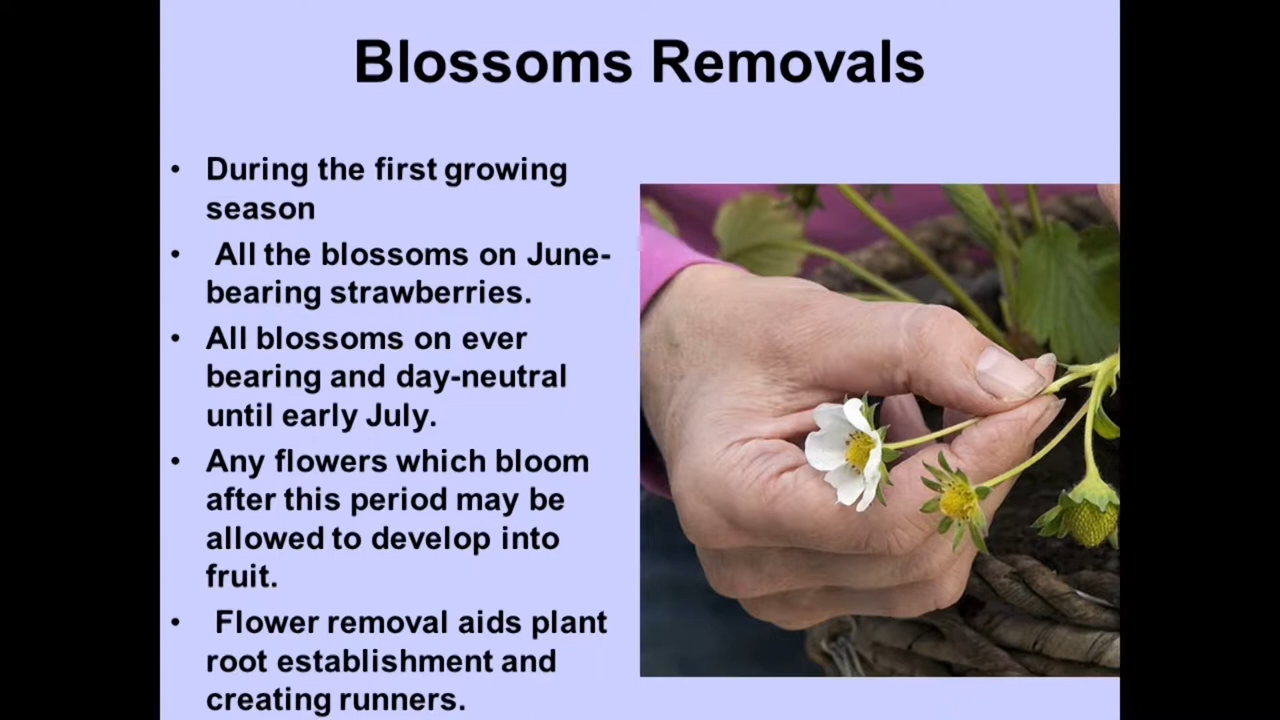 Blossoms Removals
• During the first growing
season
• All the blossoms on June-
bearing strawberries.
• All blossoms on ever
bearing and day-neutral
until early July.
• Any flowers which bloom
after this period may be
allowed to develop into
fruit.
• Flower removal aids plant
root establishment and
creating runners.